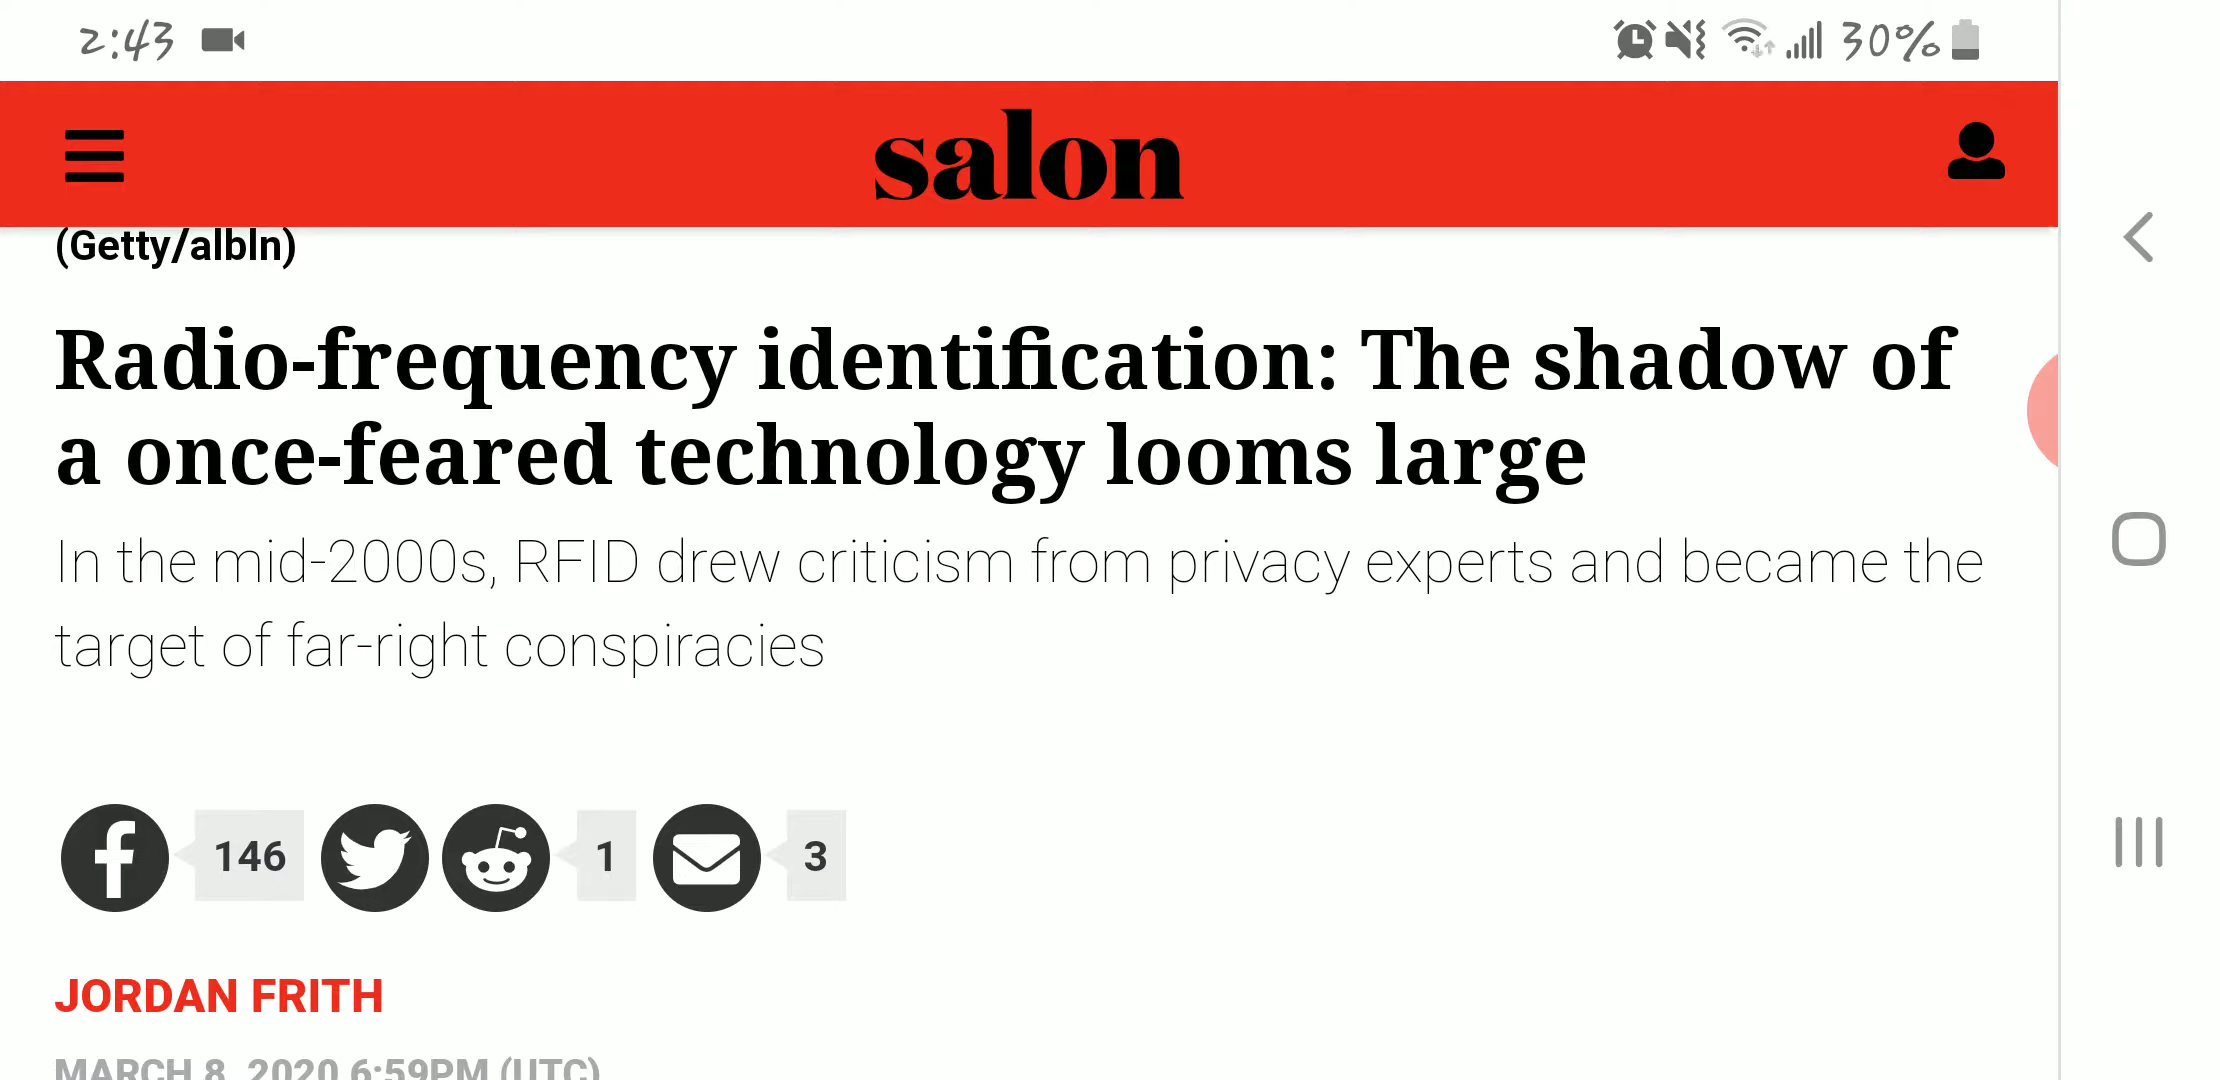 2:43
30%
salon
(Getty/albln)
Radio-frequency identification: The shadow of
a once-feared technology looms large
In the mid-2000s, RFID drew criticism from privacy experts and became the
target of far-right conspiracies
146
1
3
JORDAN FRITH
MARCH 8, 2020 6:59PM (UTC)